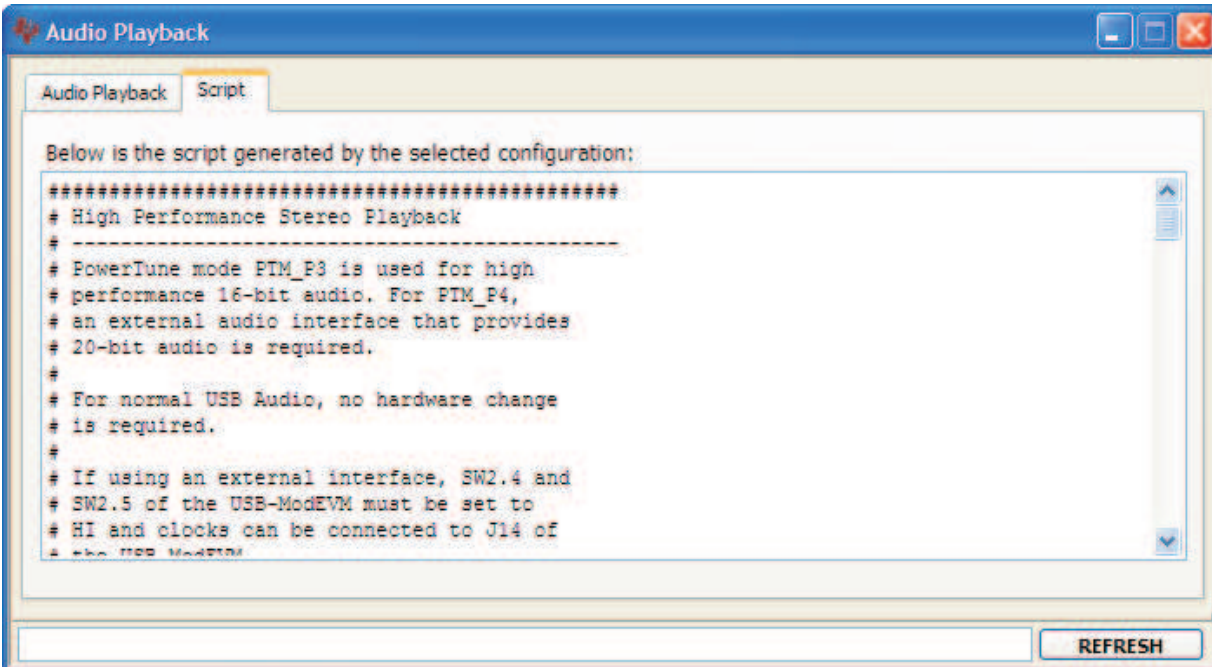 Audio Playback
Audio Playback
Script
Below is the script generated by the selected configuration:
###############################################
# High Performance Stereo Playback
# ---------------------------------------------
# PowerTune mode PTM_P3 is used for high
# performance 16-bit audio. For PTM_P4,
# an external audio interface that provides
# 20-bit audio is required.
#
# For normal USB Audio, no hardware change
# is required.
#
# If using an external interface, SW2.4 and
# SW2.5 of the USB-ModEVM must be set to
# HI and clocks can be connected to J14 of
# the USB-ModEVM
REFRESH